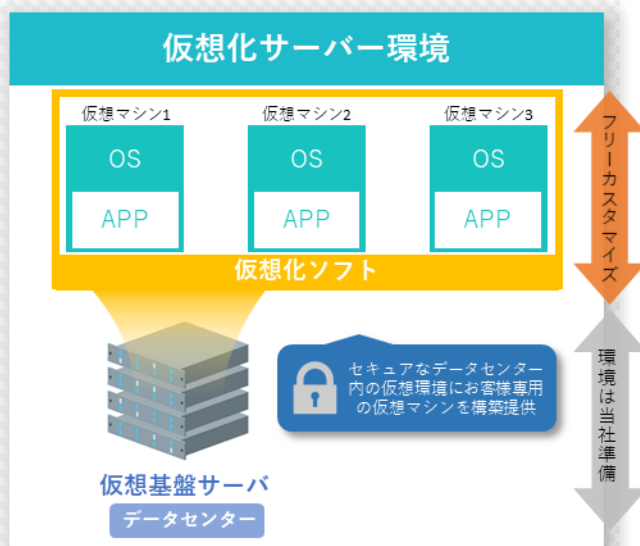 仮想化サーバー環境
仮想マシン1
仮想マシン2
仮想マシン3
OS
OS
OS
APP
APP
APP
仮想化ソフト
フリーカスタマイズ
セキュアなデータセンター
内の仮想環境にお客様専用
の仮想マシンを構築提供
環境は当社準備
仮想基盤サーバ
データセンター